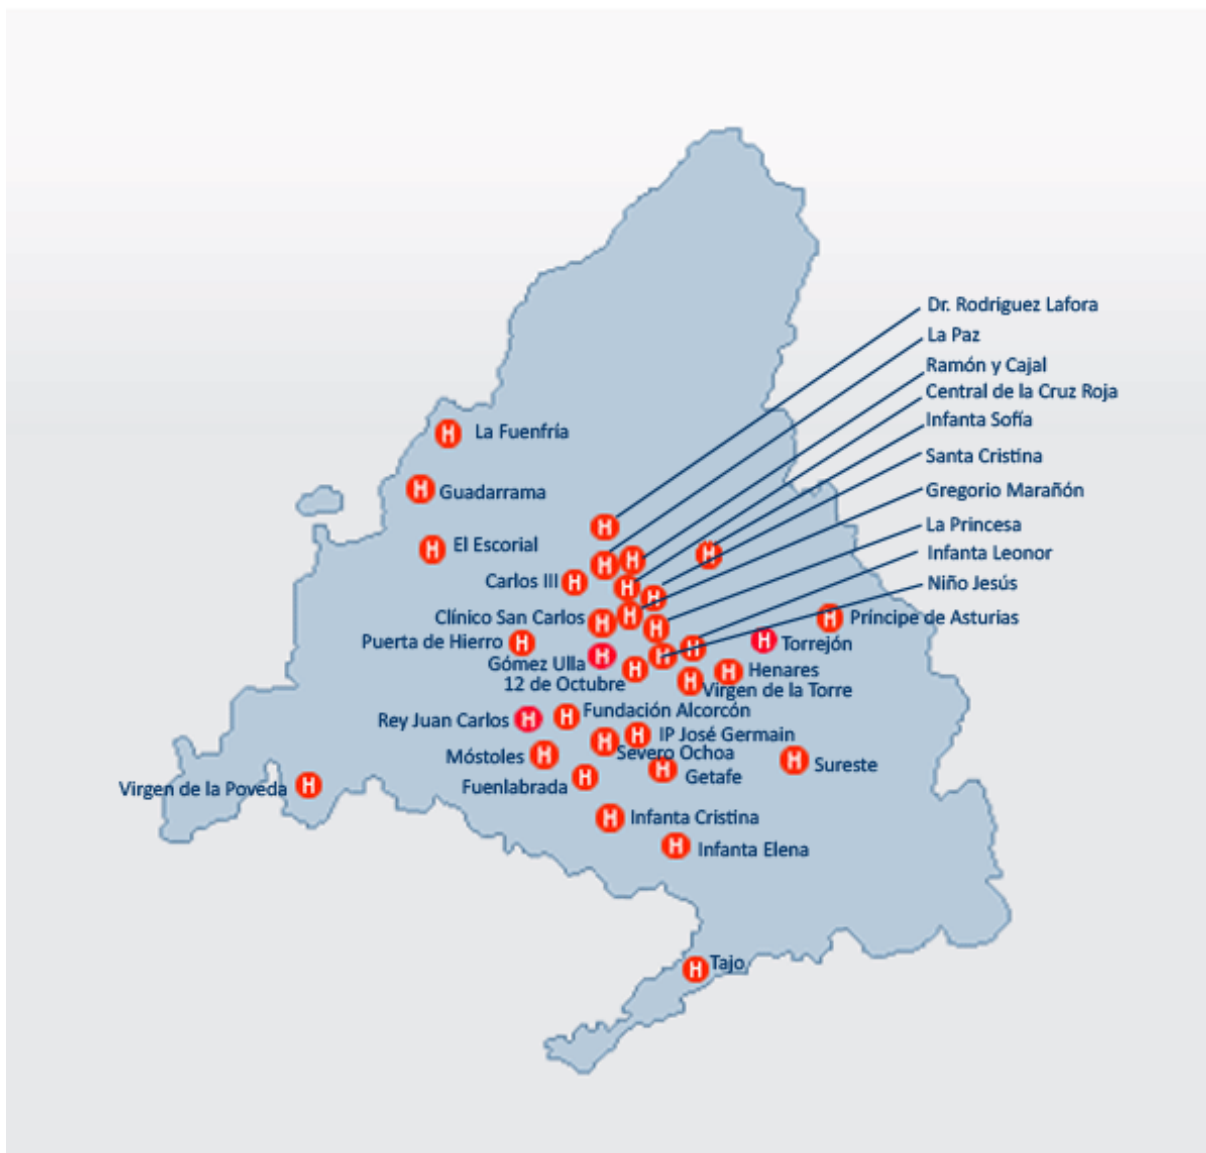 Dr. Rodriguez Lafora
La Paz
Ramón y Cajal
Central de la Cruz Roja
Infanta Sofía
Santa Cristina
Gregorio Marañón
La Princesa
Infanta Leonor
Niño Jesús
La Fuenfría
Guadarrama
El Escorial
Carlos III
Clínico San Carlos
Príncipe de Asturias
Puerta de Hierro
Torrejón
Gómez Ulla
Henares
12 de Octubre
Virgen de la Torre
Rey Juan Carlos
Fundación Alcorcón
IP José Germain
Severo Ochoa
Móstoles
Sureste
Getafe
Fuenlabrada
Virgen de la Poveda
Infanta Cristina
Infanta Elena
Tajo